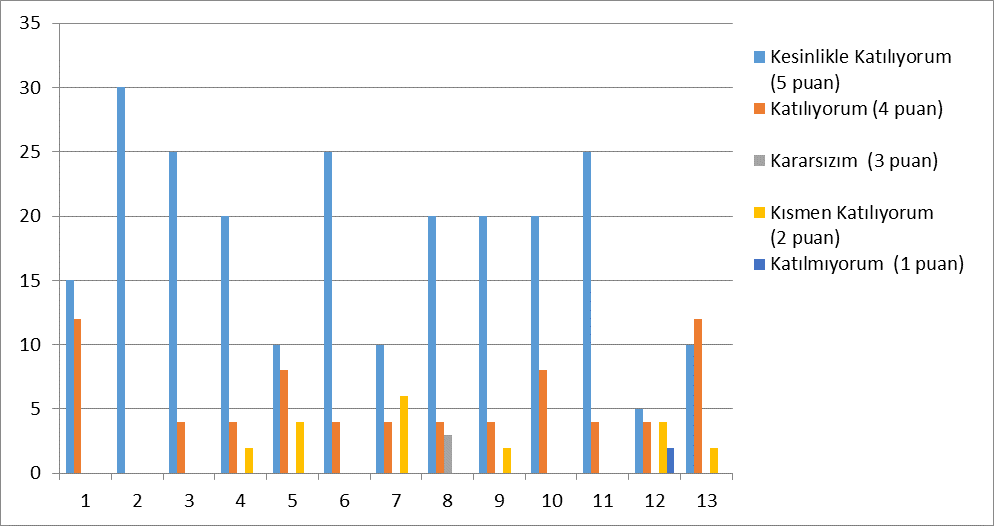 35
30
25
20
15
10
5
0
1 2 3 4 5 6 7 8 9 10 11 12 13
Kesinlikle Katılıyorum
(5 puan)
Katılıyorum (4 puan)
Kararsızım (3 puan)
Kısmen Katılıyorum
(2 puan)
Katılmıyorum (1 puan)